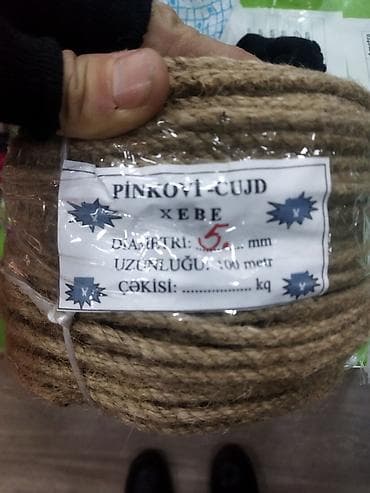 PİNKOVİ-CUJD
XEBE
DİAMETRİ: ...5... mm
UZUNLUĞU: 100 metr
ÇƏKİSİ: ................. kq